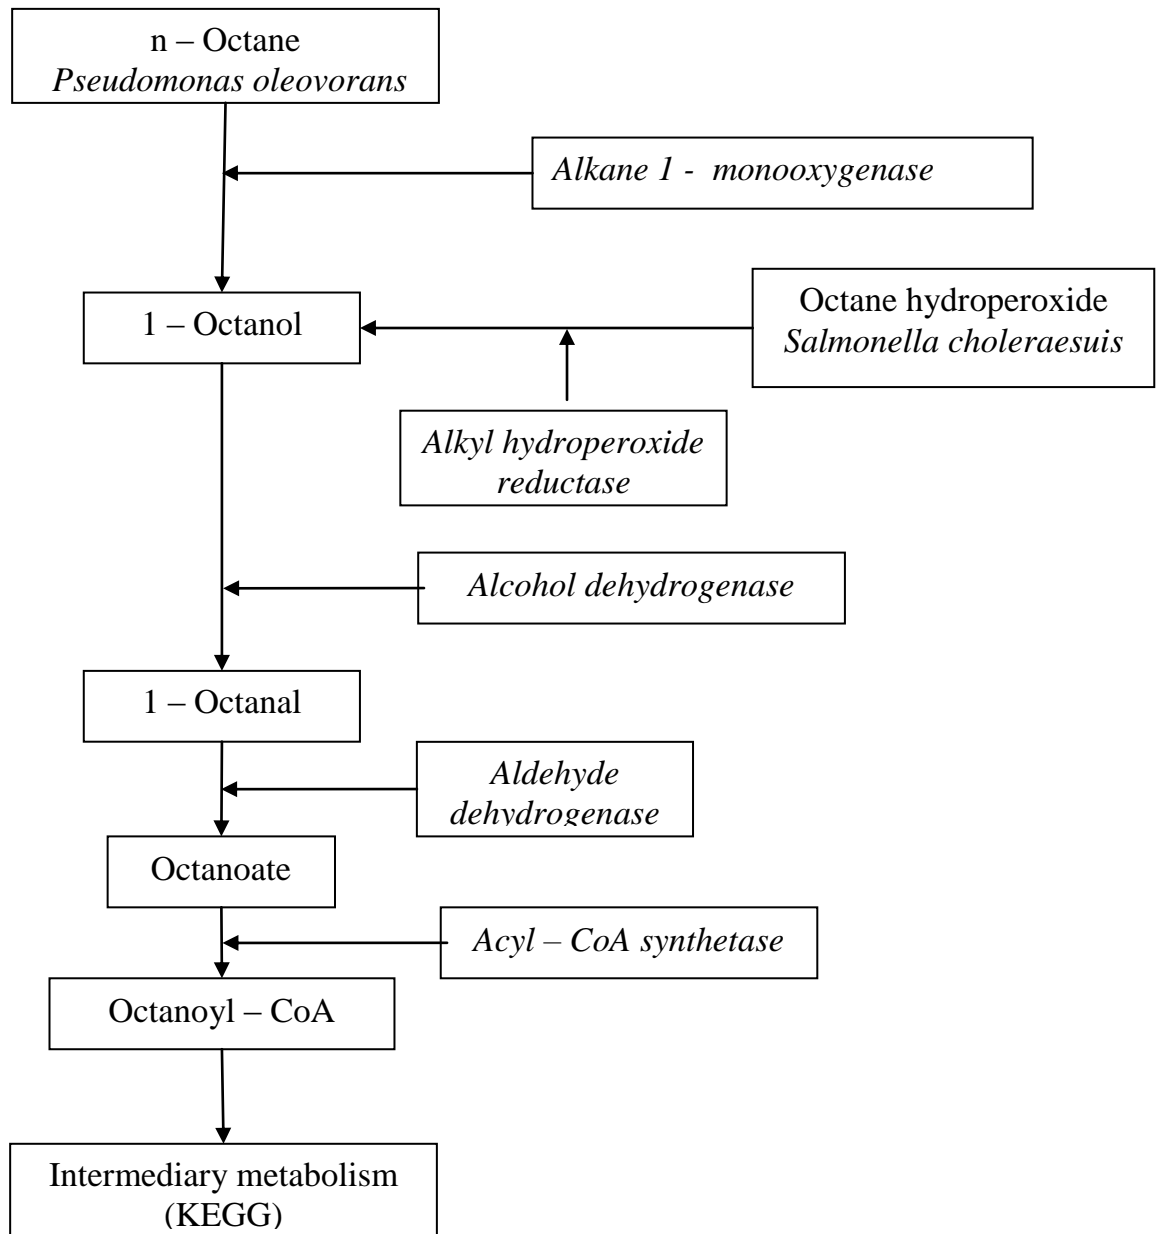 n – Octane
Pseudomonas oleovorans
Alkane 1 - monooxygenase
1 – Octanol
Octane hydroperoxide
Salmonella choleraesuis
Alkyl hydroperoxide
reductase
Alcohol dehydrogenase
1 – Octanal
Aldehyde
dehydrogenase
Octanoate
Acyl – CoA synthetase
Octanoyl – CoA
Intermediary metabolism
(KEGG)